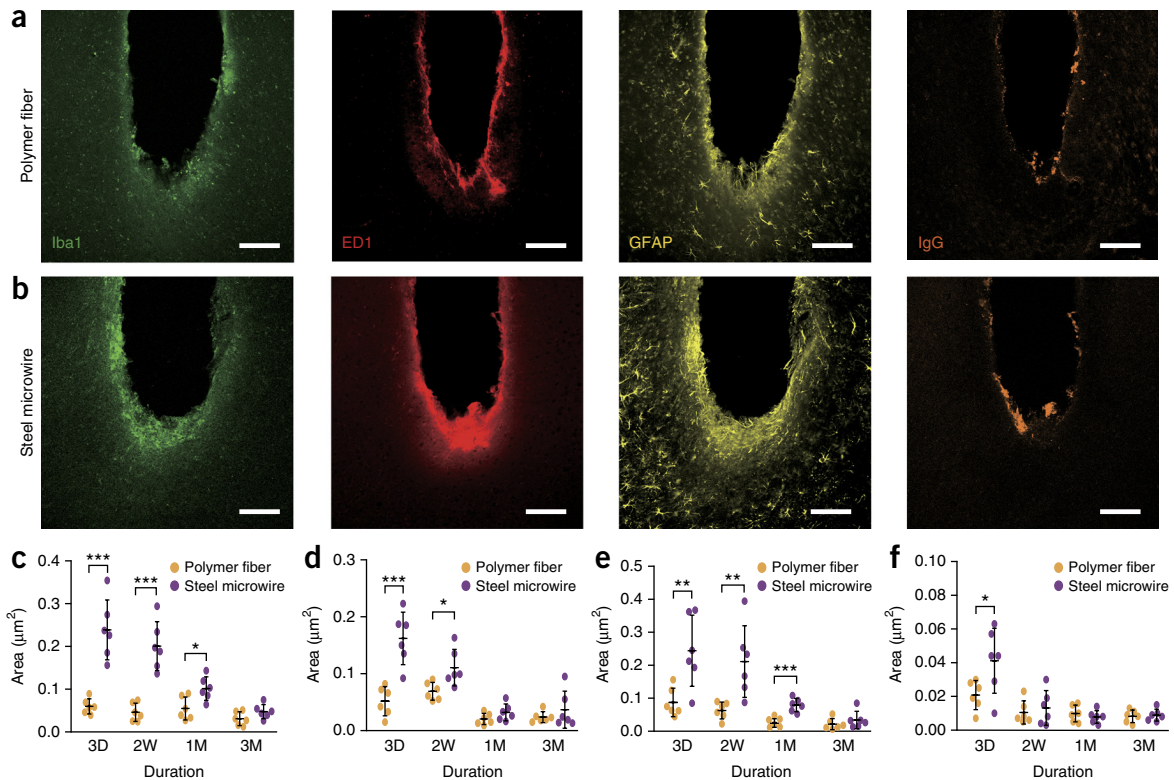 a
Polymer fiber
Iba1
ED1
GFAP
IgG
b
Steel microwire
c
Area (μm²)
0.4
0.3
0.2
0.1
0.0
Polymer fiber
Steel microwire
***
***
*
3D 2W 1M 3M
Duration
d
Area (μm²)
0.3
0.2
0.1
0.0
Polymer fiber
Steel microwire
***
*
3D 2W 1M 3M
Duration
e
Area (μm²)
0.5
0.4
0.3
0.2
0.1
0.0
Polymer fiber
Steel microwire
**
**
***
3D 2W 1M 3M
Duration
f
Area (μm²)
0.10
0.08
0.06
0.04
0.02
0.00
Polymer fiber
Steel microwire
*
3D 2W 1M 3M
Duration